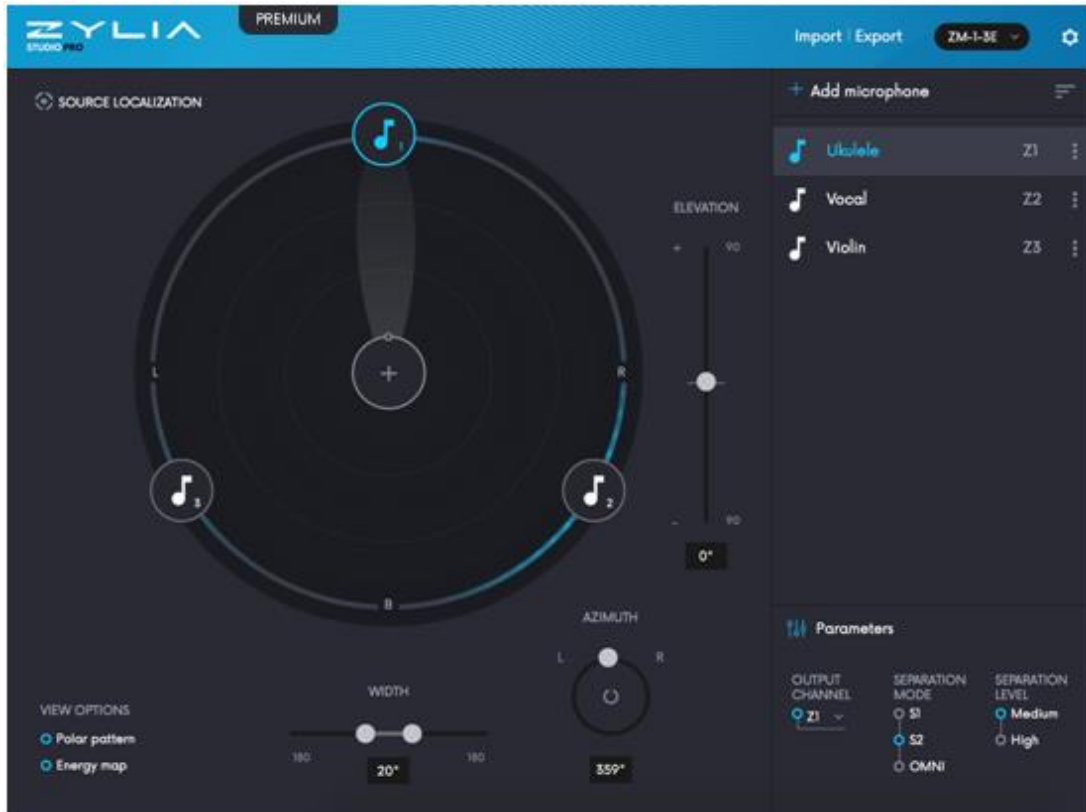 PREMIUM
ZYLIA
STUDIO PRO
Import | Export
ZM-1-3E
SOURCE LOCALIZATION
+ Add microphone
1
Ukulele Z1
Vocal Z2
Violin Z3
ELEVATION
+ 90
L
R
+
3
2
- 90
0°
B
AZIMUTH
L R
359°
WIDTH
180 180
20°
VIEW OPTIONS
Polar pattern
Energy map
Parameters
OUTPUT CHANNEL
Z1
SEPARATION MODE
S1
S2
OMNI
SEPARATION LEVEL
Medium
High